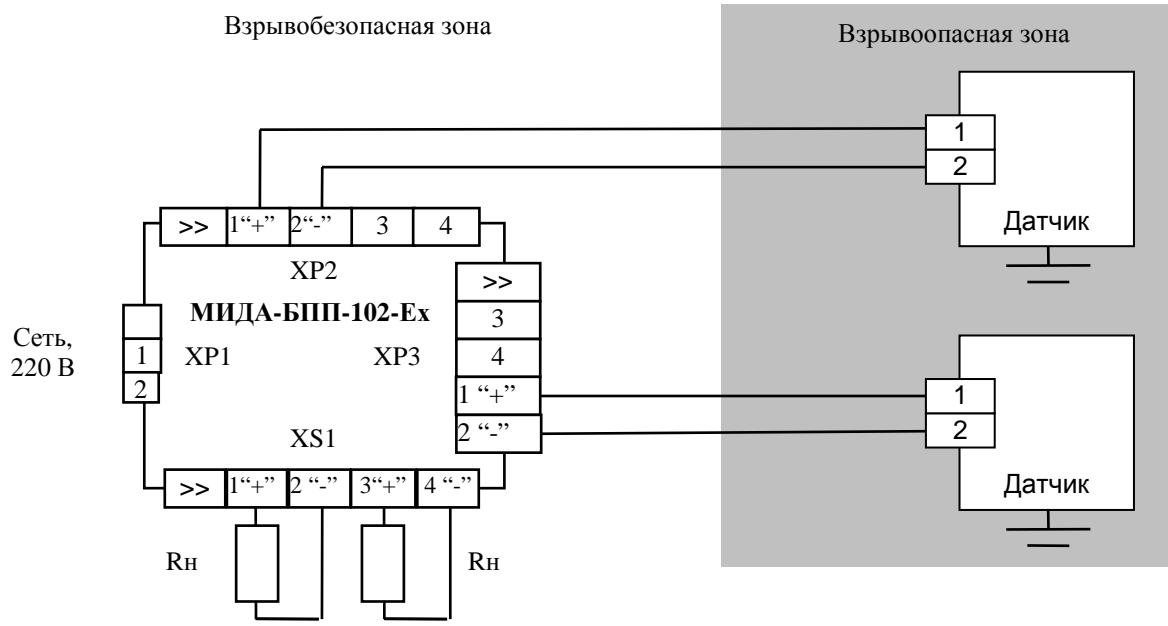 Взрывобезопасная зона
Взрывоопасная зона
1
2
Датчик
>> 1“+” 2“-” 3 4
XP2
>>
3
4
1 “+”
2 “-”
МИДА-БПП-102-Ex
Сеть,
220 В
1
2
XP1
XP3
1
2
Датчик
XS1
>> 1“+” 2 “-” 3“+” 4 “-”
Rн
Rн